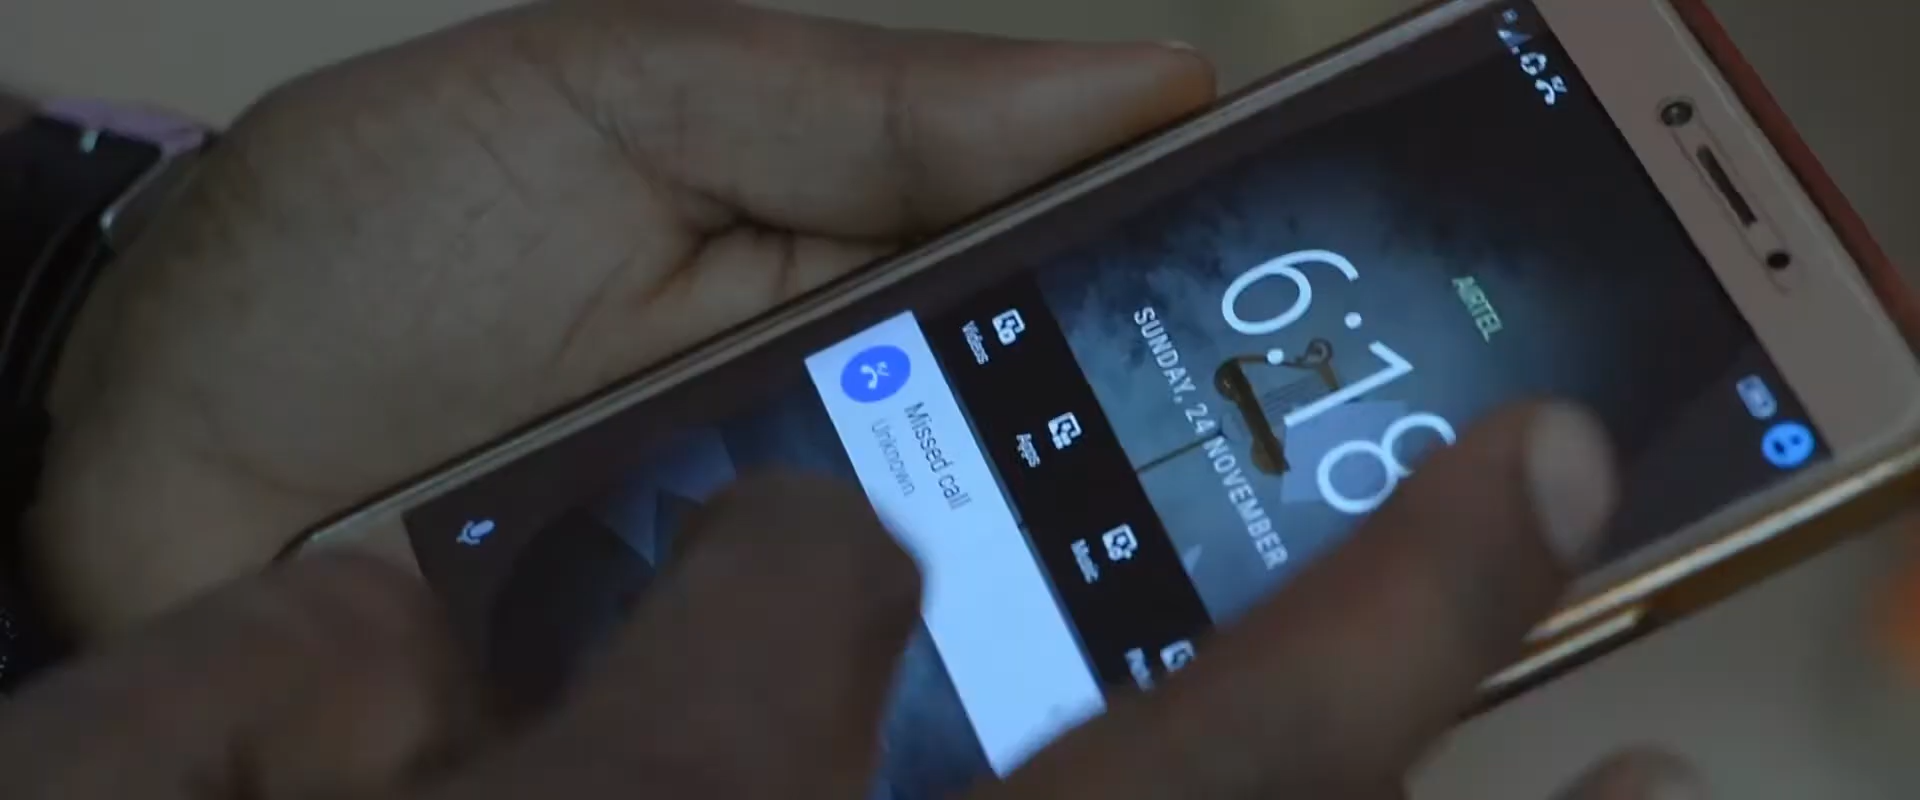 AIRTEL
6:18
SUNDAY, 24 NOVEMBER
Videos
Apps
Music
Missed call
Unknown